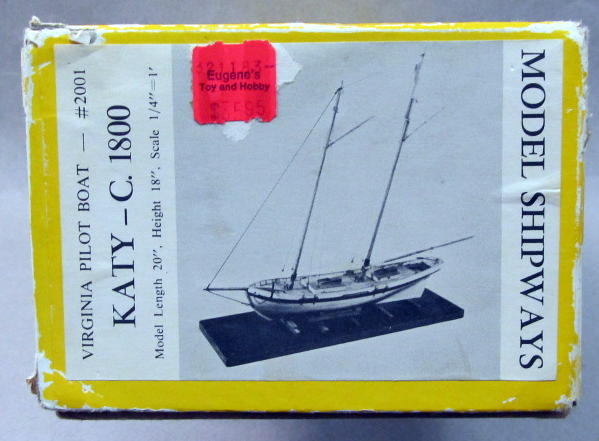 VIRGINIA PILOT BOAT — #2001
KATY – C. 1800
Model Length 20", Height 18", Scale 1/4"=1'
Eugene's
Toy and Hobby
MODEL SHIPWAYS